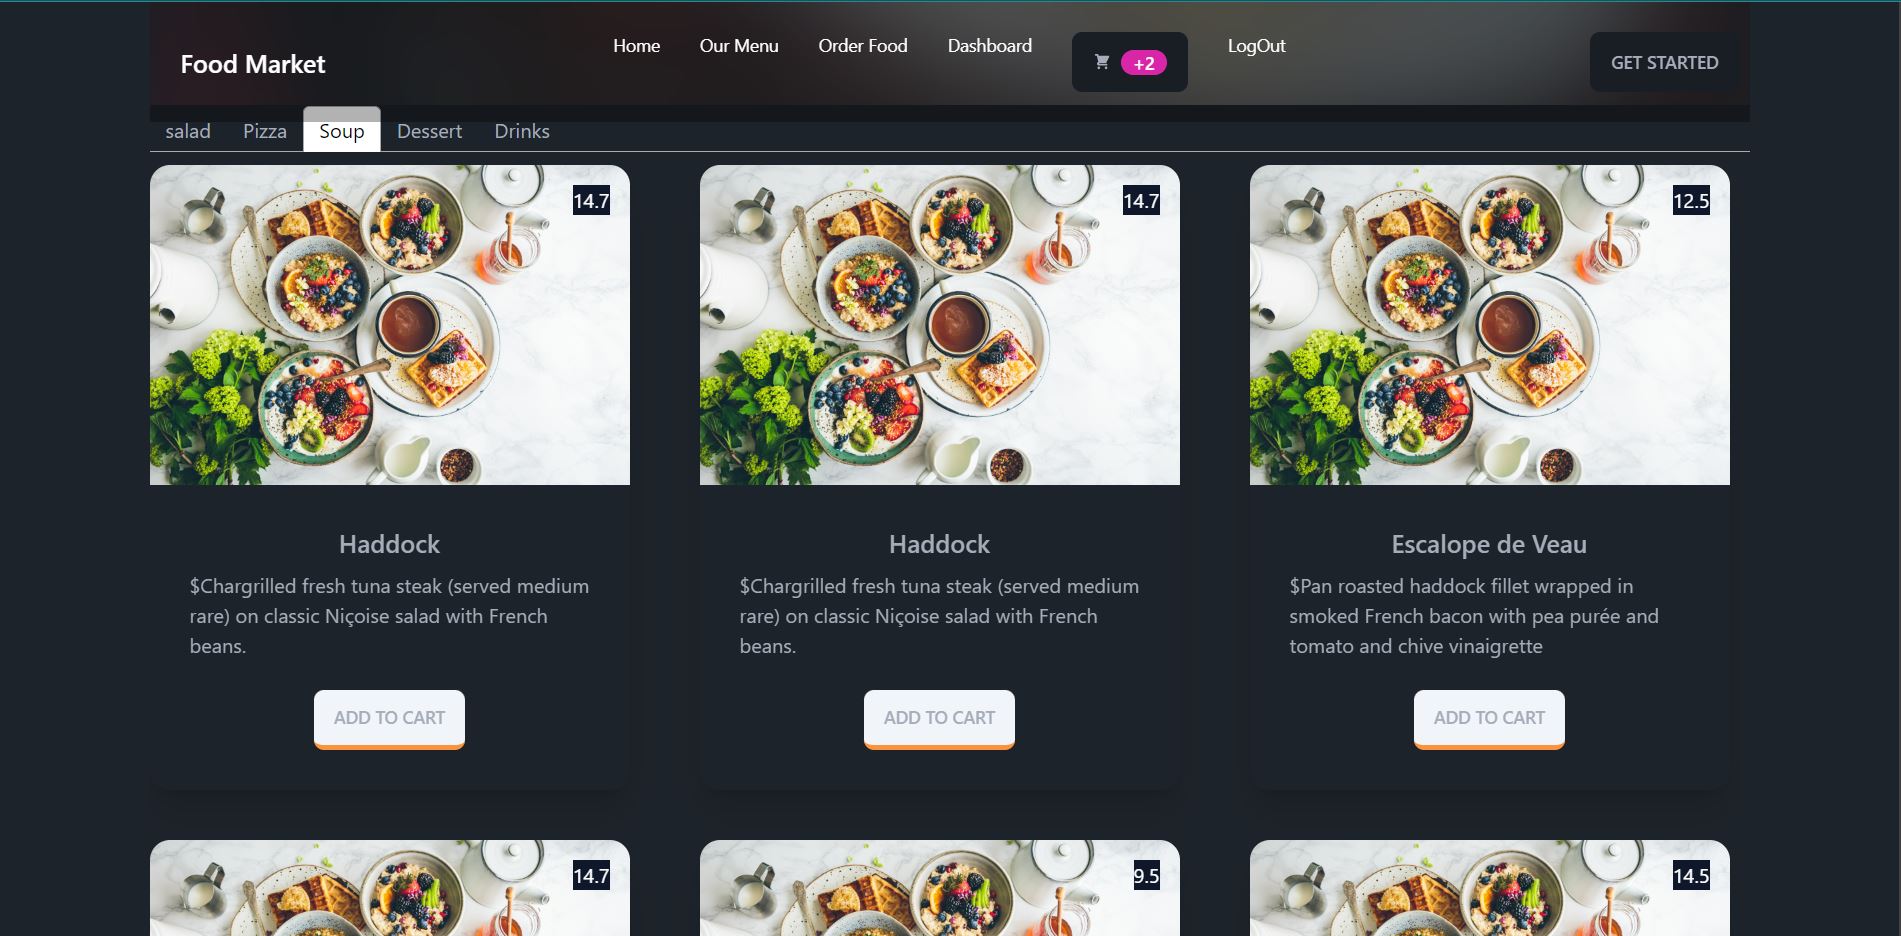 Food Market
Home
Our Menu
Order Food
Dashboard
+2
LogOut
GET STARTED
salad
Pizza
Soup
Dessert
Drinks
14.7
14.7
12.5
Haddock
$Chargrilled fresh tuna steak (served medium
rare) on classic Niçoise salad with French
beans.
ADD TO CART
Haddock
$Chargrilled fresh tuna steak (served medium
rare) on classic Niçoise salad with French
beans.
ADD TO CART
Escalope de Veau
$Pan roasted haddock fillet wrapped in
smoked French bacon with pea purée and
tomato and chive vinaigrette
ADD TO CART
14.7
9.5
14.5